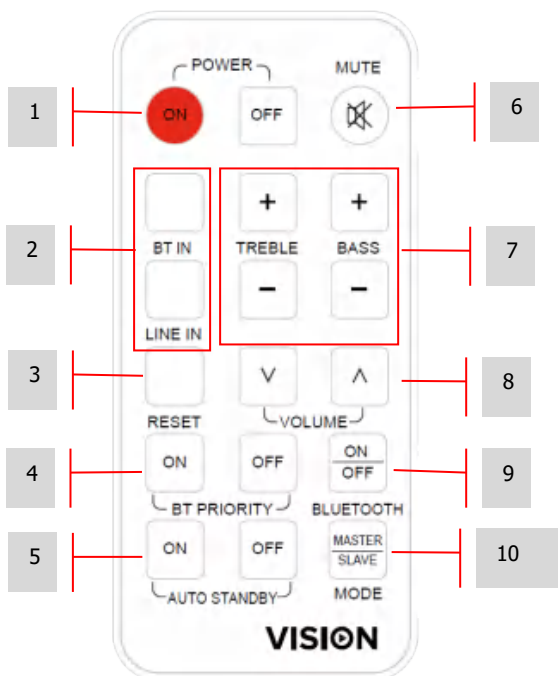 POWER
MUTE
1
ON
OFF
6
+
+
2
BT IN
TREBLE
BASS
7
−
−
LINE IN
3
∨
∧
8
RESET
VOLUME
4
ON
OFF
ON
OFF
9
BT PRIORITY
BLUETOOTH
5
ON
OFF
MASTER
SLAVE
10
AUTO STANDBY
MODE
VISION